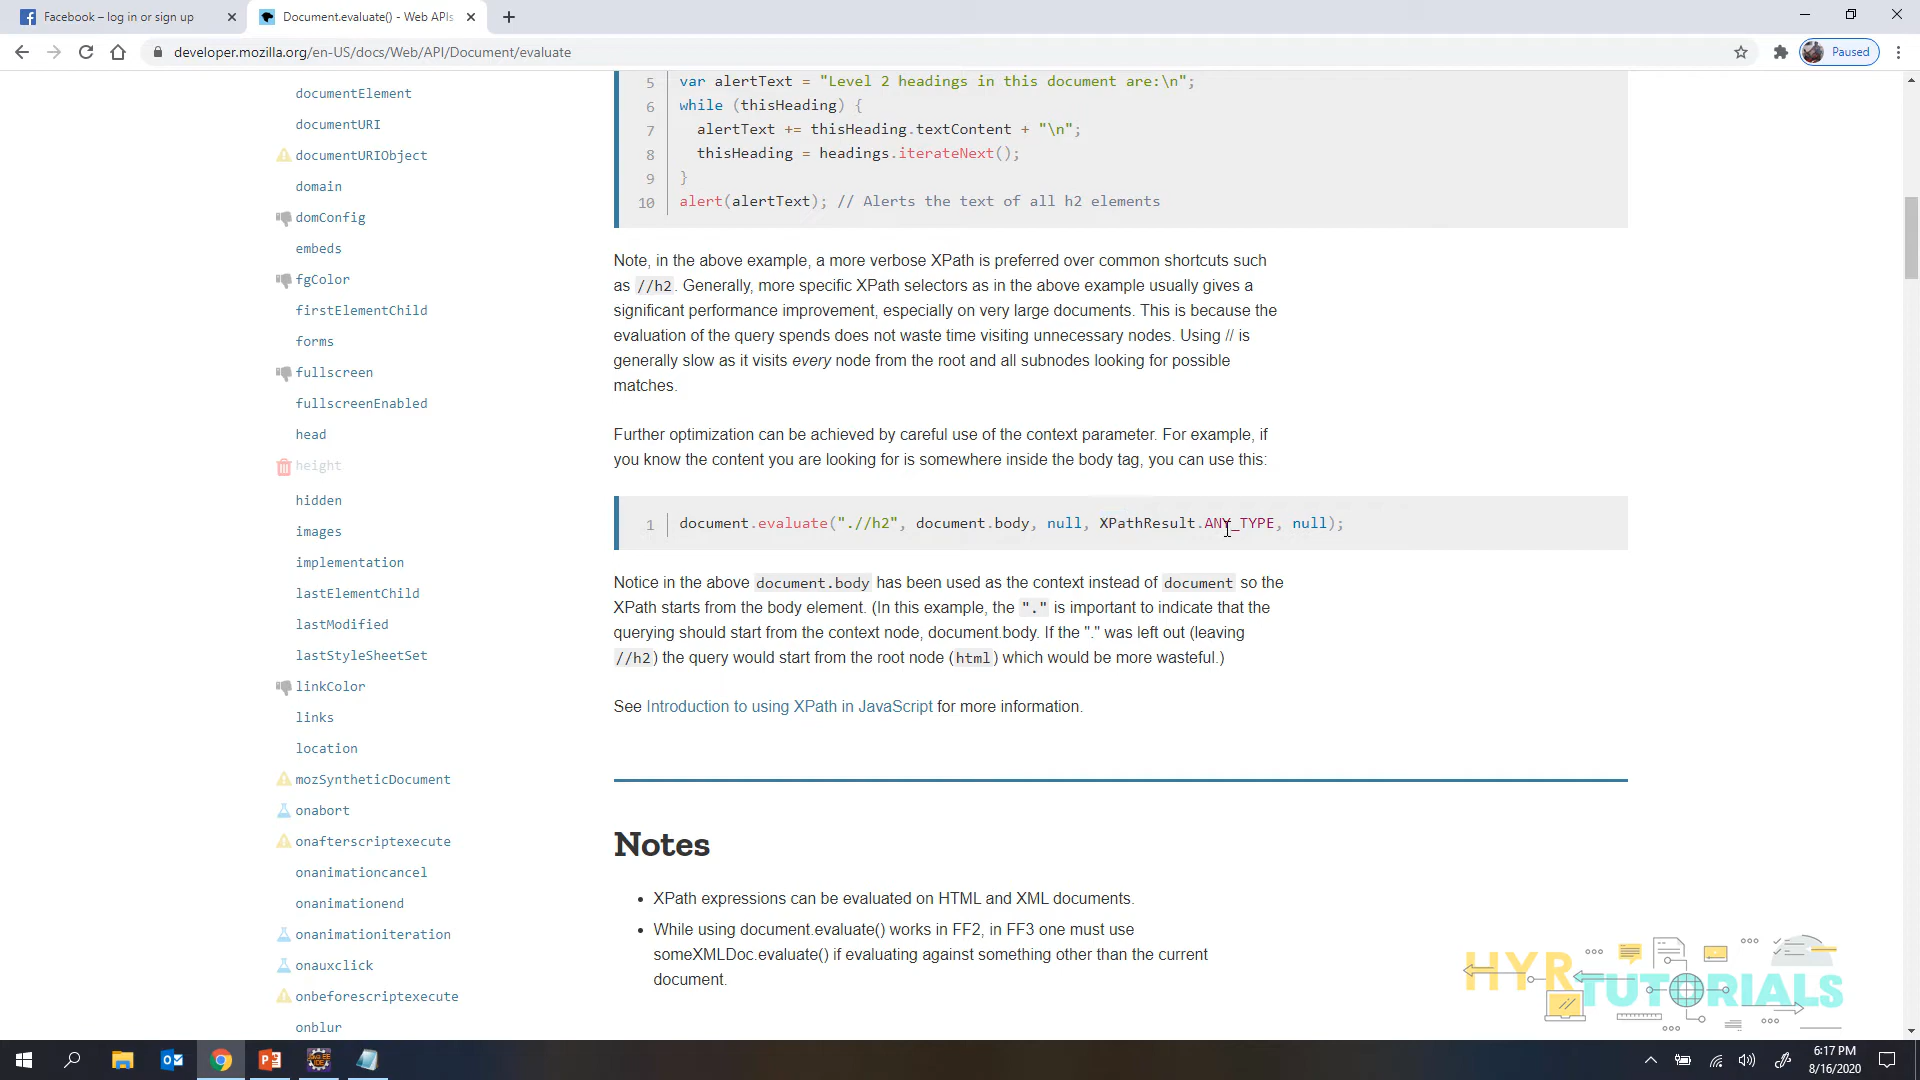 Facebook – log in or sign up
Document.evaluate() - Web APIs
developer.mozilla.org/en-US/docs/Web/API/Document/evaluate
Paused
documentElement
documentURI
documentURIObject
domain
domConfig
embeds
fgColor
firstElementChild
forms
fullscreen
fullscreenEnabled
head
height
hidden
images
implementation
lastElementChild
lastModified
lastStyleSheetSet
linkColor
links
location
mozSyntheticDocument
onabort
onafterscriptexecute
onanimationcancel
onanimationend
onanimationiteration
onauxclick
onbeforescriptexecute
onblur
5 var alertText = "Level 2 headings in this document are:\n";
6 while (thisHeading) {
7 alertText += thisHeading.textContent + "\n";
8 thisHeading = headings.iterateNext();
9 }
10 alert(alertText); // Alerts the text of all h2 elements
Note, in the above example, a more verbose XPath is preferred over common shortcuts such
as //h2. Generally, more specific XPath selectors as in the above example usually gives a
significant performance improvement, especially on very large documents. This is because the
evaluation of the query spends does not waste time visiting unnecessary nodes. Using // is
generally slow as it visits every node from the root and all subnodes looking for possible
matches.
Further optimization can be achieved by careful use of the context parameter. For example, if
you know the content you are looking for is somewhere inside the body tag, you can use this:
1 document.evaluate(".//h2", document.body, null, XPathResult.ANY_TYPE, null);
Notice in the above document.body has been used as the context instead of document so the
XPath starts from the body element. (In this example, the "." is important to indicate that the
querying should start from the context node, document.body. If the "." was left out (leaving
//h2) the query would start from the root node (html) which would be more wasteful.)
See Introduction to using XPath in JavaScript for more information.
Notes
• XPath expressions can be evaluated on HTML and XML documents.
• While using document.evaluate() works in FF2, in FF3 one must use
someXMLDoc.evaluate() if evaluating against something other than the current
document.
HYR
TUTORIALS
6:17 PM
8/16/2020